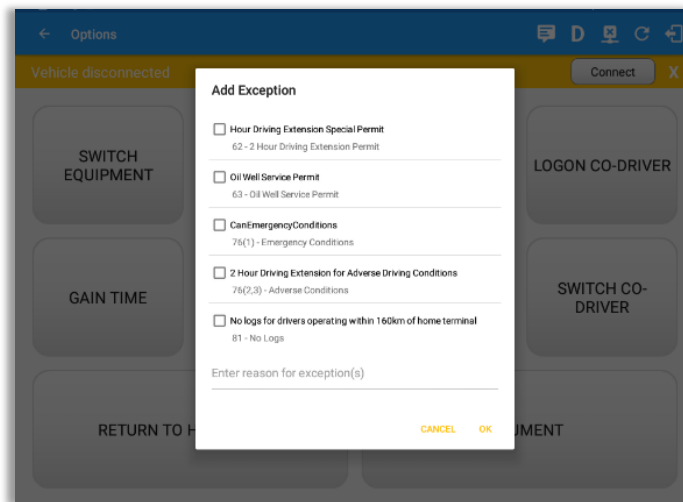 Options
D
Vehicle disconnected
Connect
X
Add Exception
Hour Driving Extension Special Permit
62 - 2 Hour Driving Extension Permit
Oil Well Service Permit
63 - Oil Well Service Permit
CanEmergencyConditions
76(1) - Emergency Conditions
2 Hour Driving Extension for Adverse Driving Conditions
76(2,3) - Adverse Conditions
No logs for drivers operating within 160km of home terminal
81 - No Logs
Enter reason for exception(s)
CANCEL
OK
SWITCH
EQUIPMENT
LOGON CO-DRIVER
GAIN TIME
SWITCH CO-
DRIVER
RETURN TO H
UMENT